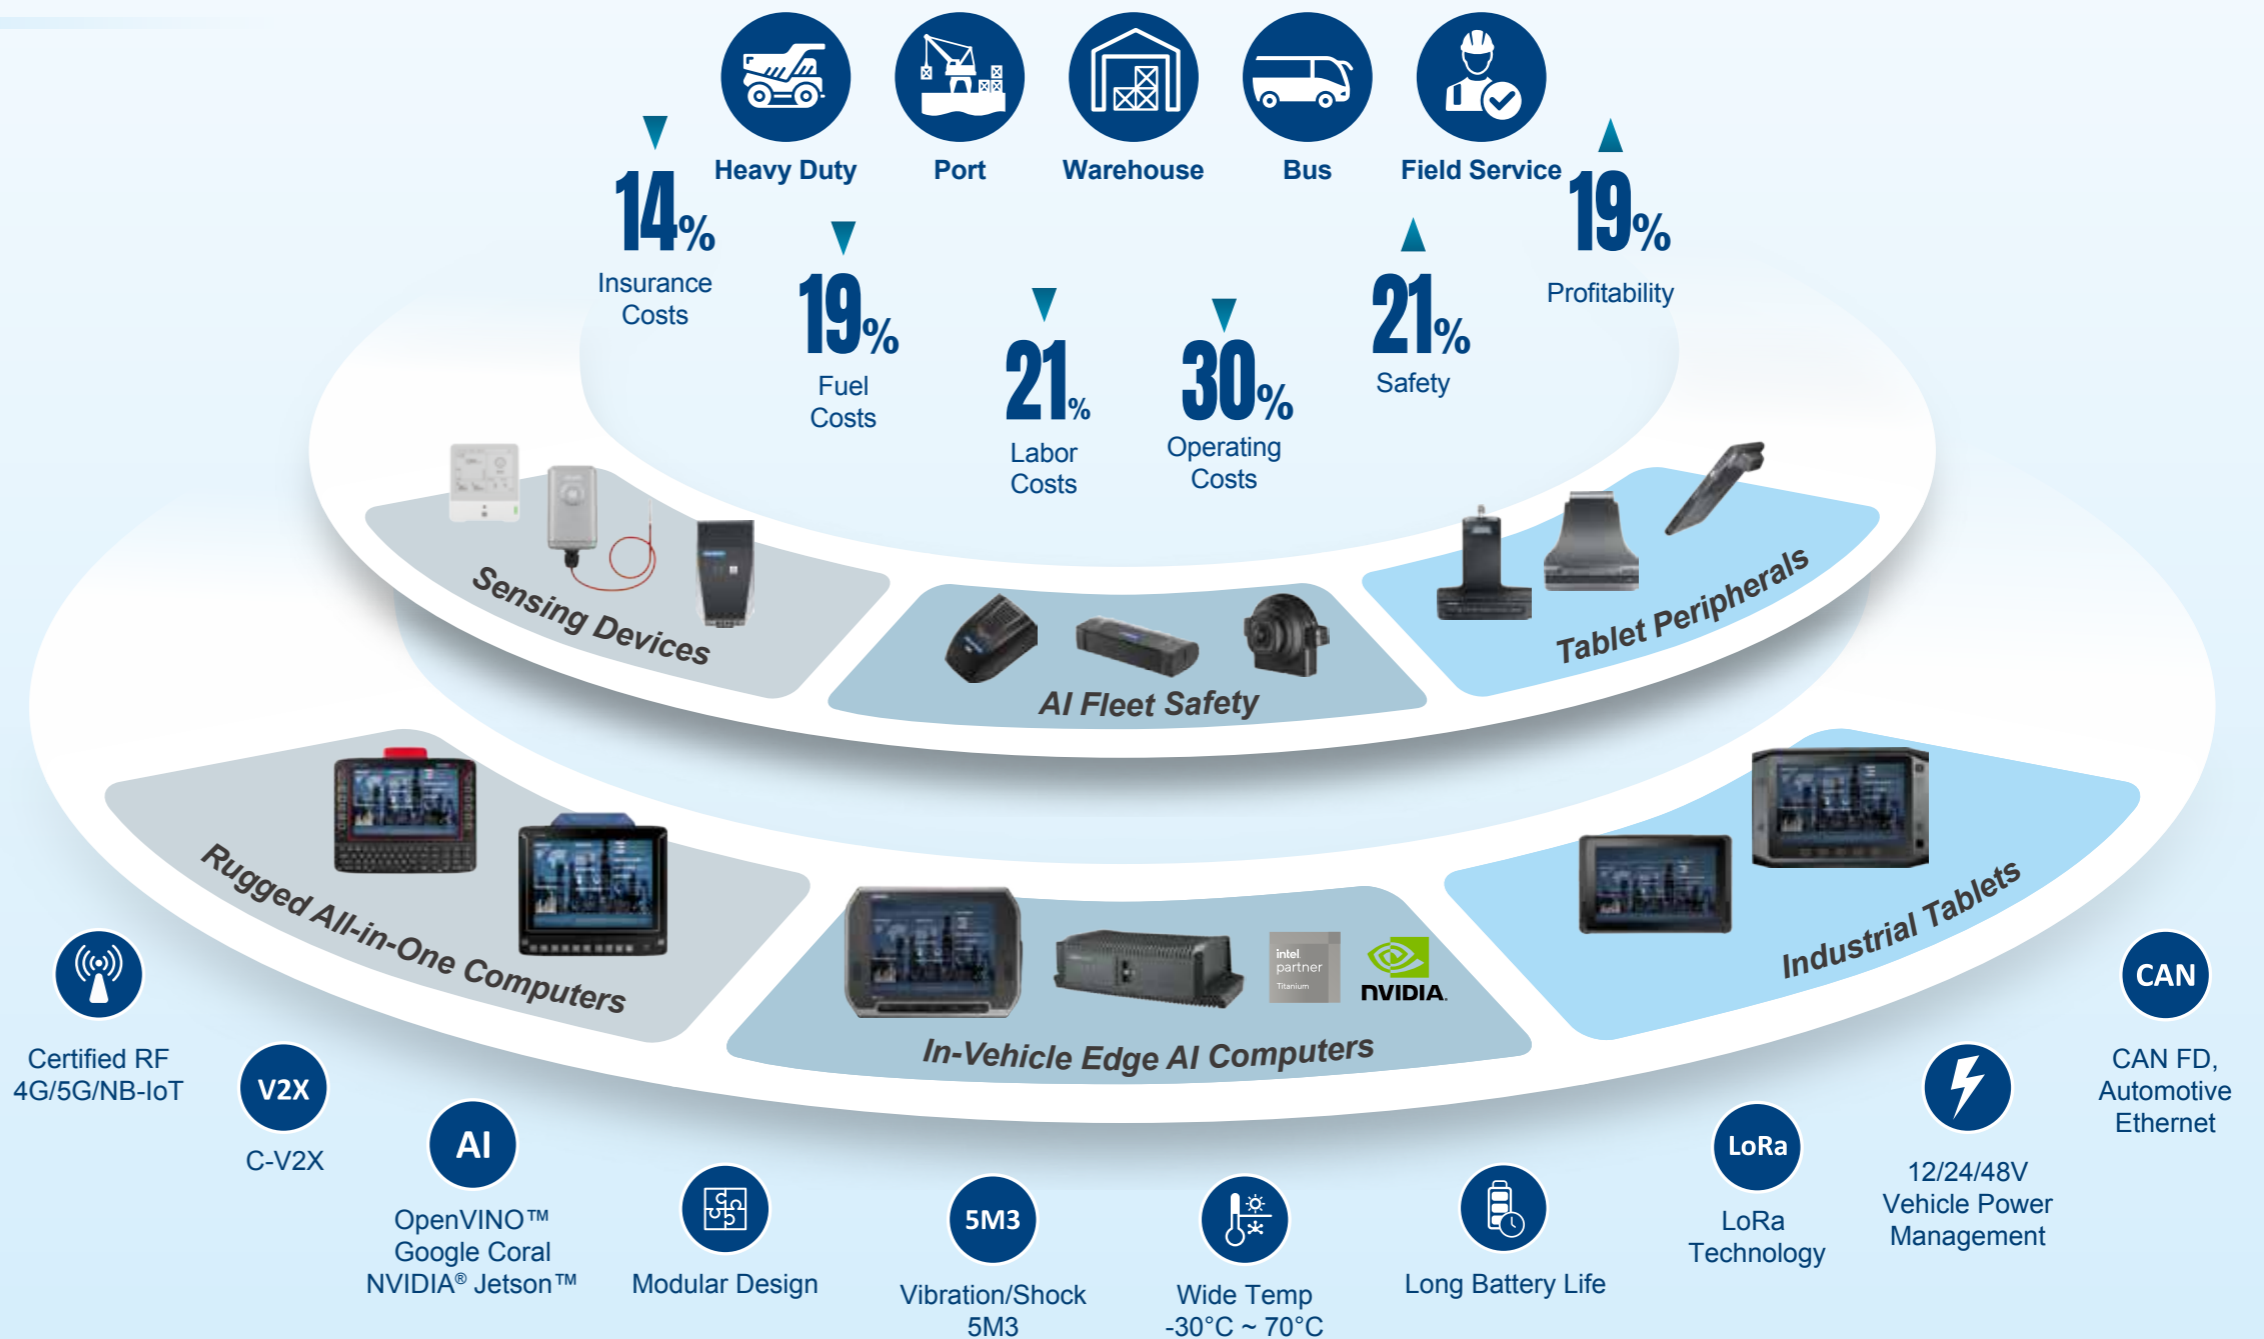 Heavy Duty
Port
Warehouse
Bus
Field Service
14%
Insurance
Costs
19%
Fuel
Costs
21%
Labor
Costs
30%
Operating
Costs
21%
Safety
19%
Profitability
Sensing Devices
AI Fleet Safety
Tablet Peripherals
Rugged All-in-One Computers
In-Vehicle Edge AI Computers
intel
partner
Titanium
NVIDIA.
Industrial Tablets
Certified RF
4G/5G/NB-IoT
V2X
C-V2X
AI
OpenVINO™
Google Coral
NVIDIA® Jetson™
Modular Design
5M3
Vibration/Shock
5M3
Wide Temp
-30°C ~ 70°C
Long Battery Life
LoRa
LoRa
Technology
12/24/48V
Vehicle Power
Management
CAN
CAN FD,
Automotive
Ethernet